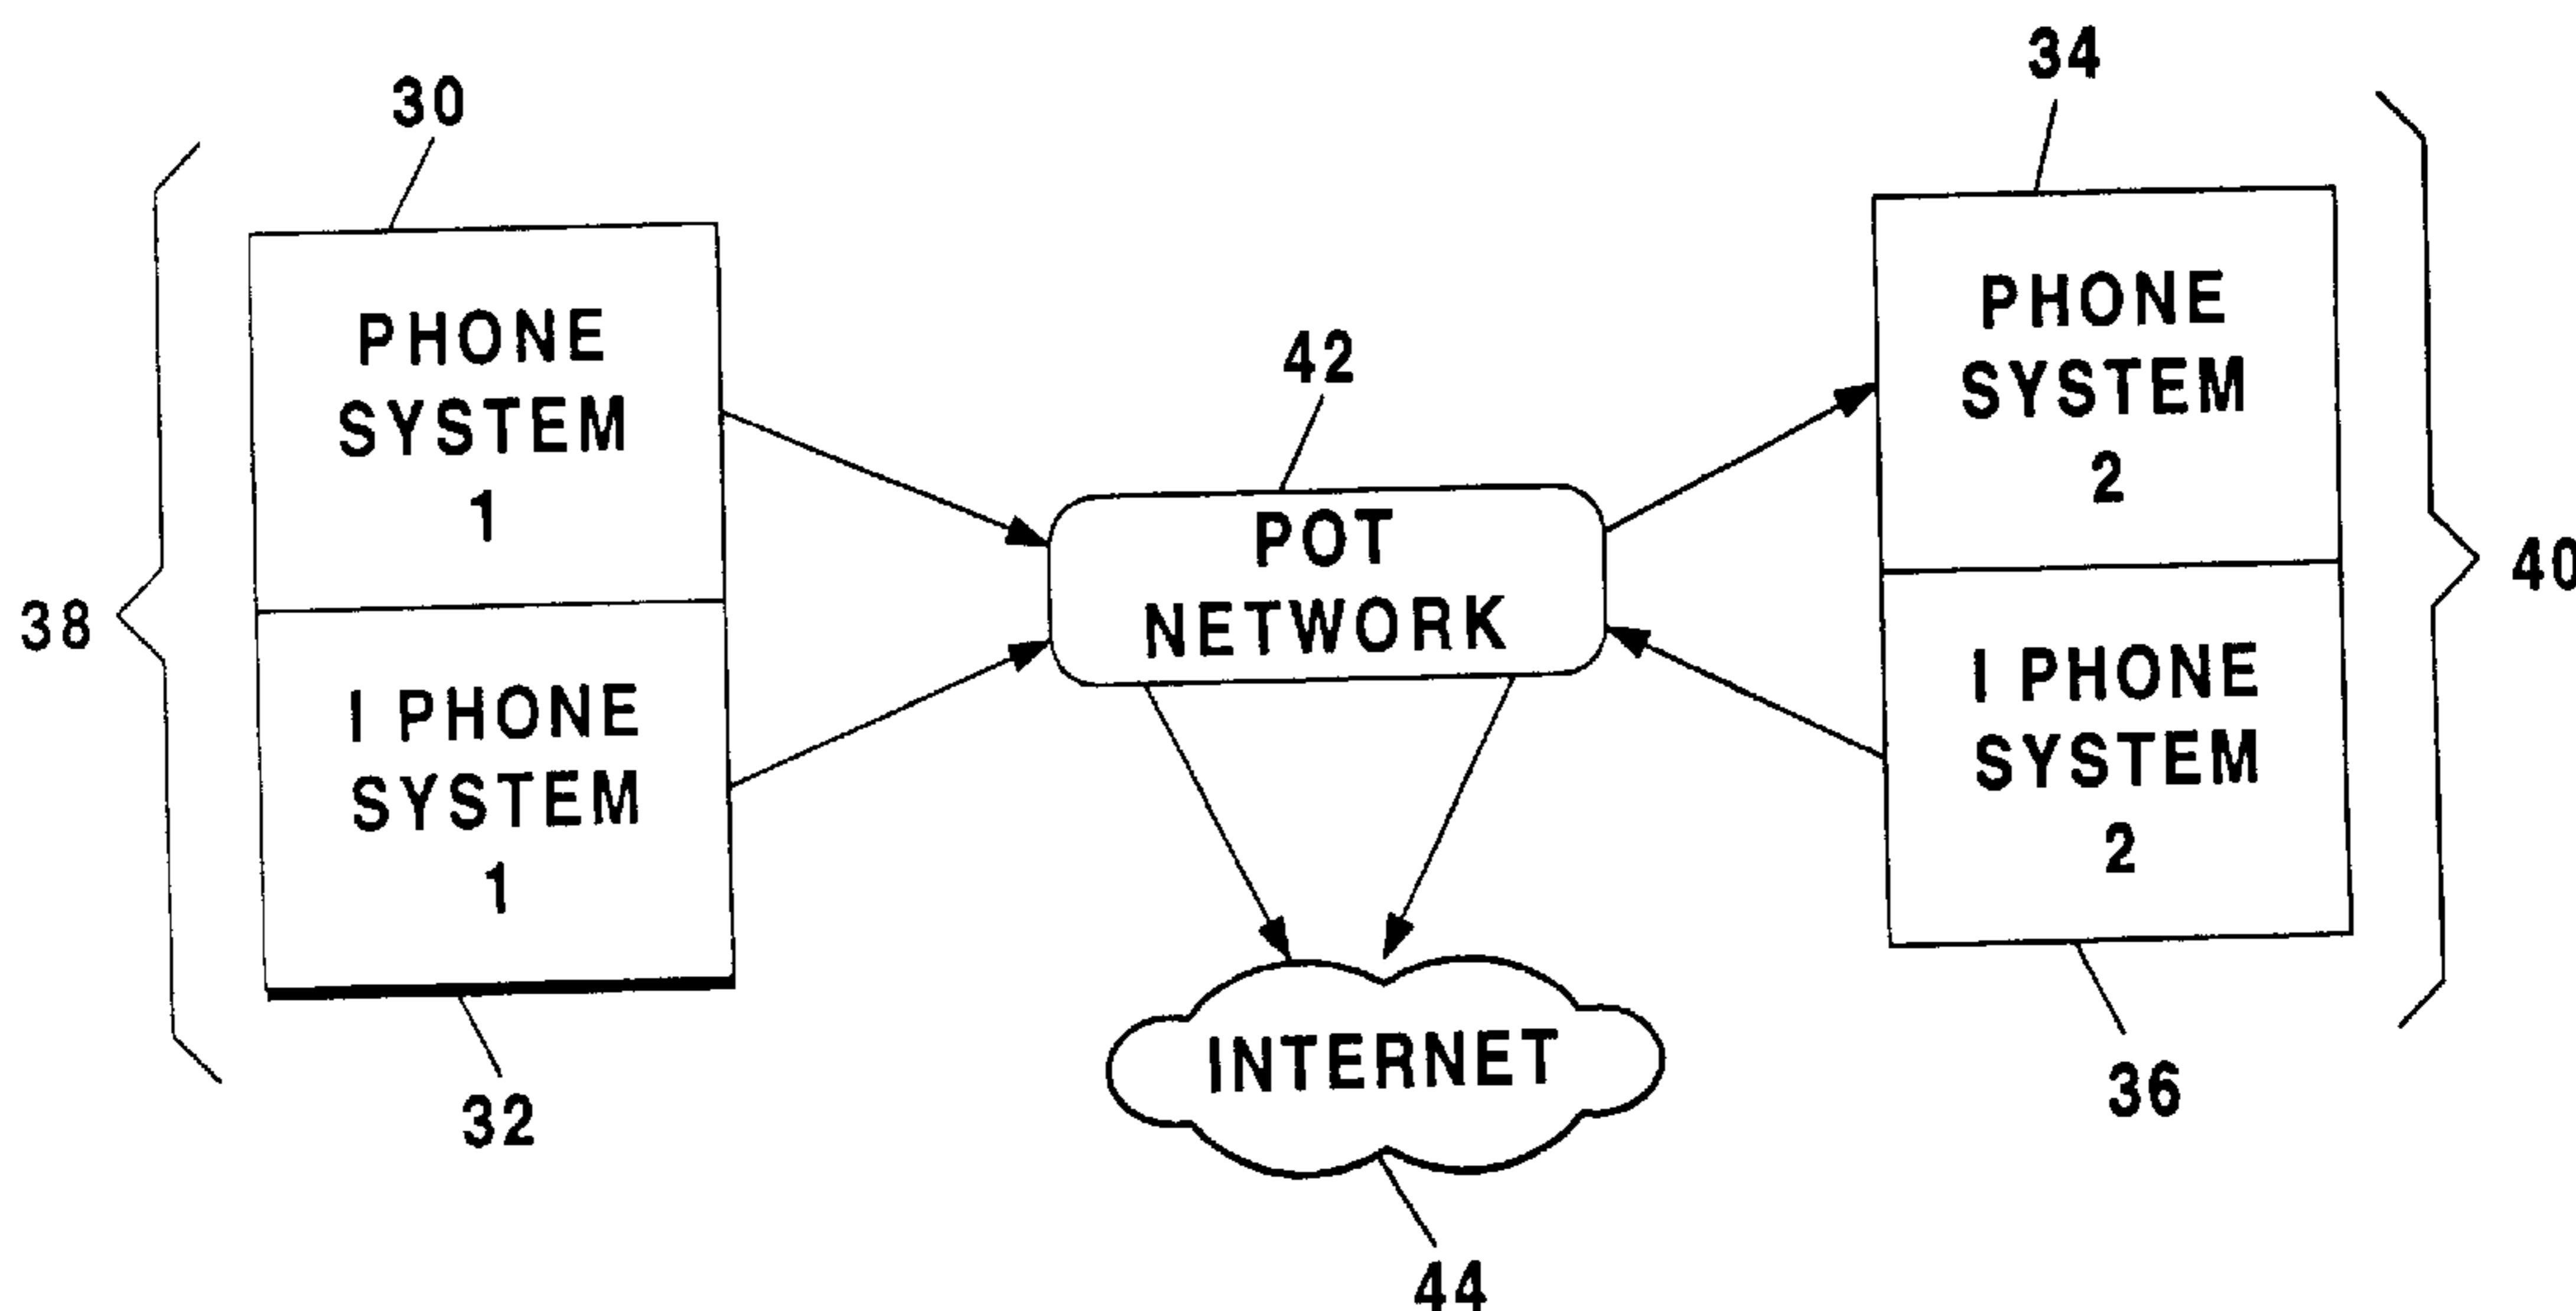 30
PHONE
SYSTEM
1
I PHONE
SYSTEM
1
32
38
42
POT
NETWORK
INTERNET
44
34
PHONE
SYSTEM
2
I PHONE
SYSTEM
2
36
40